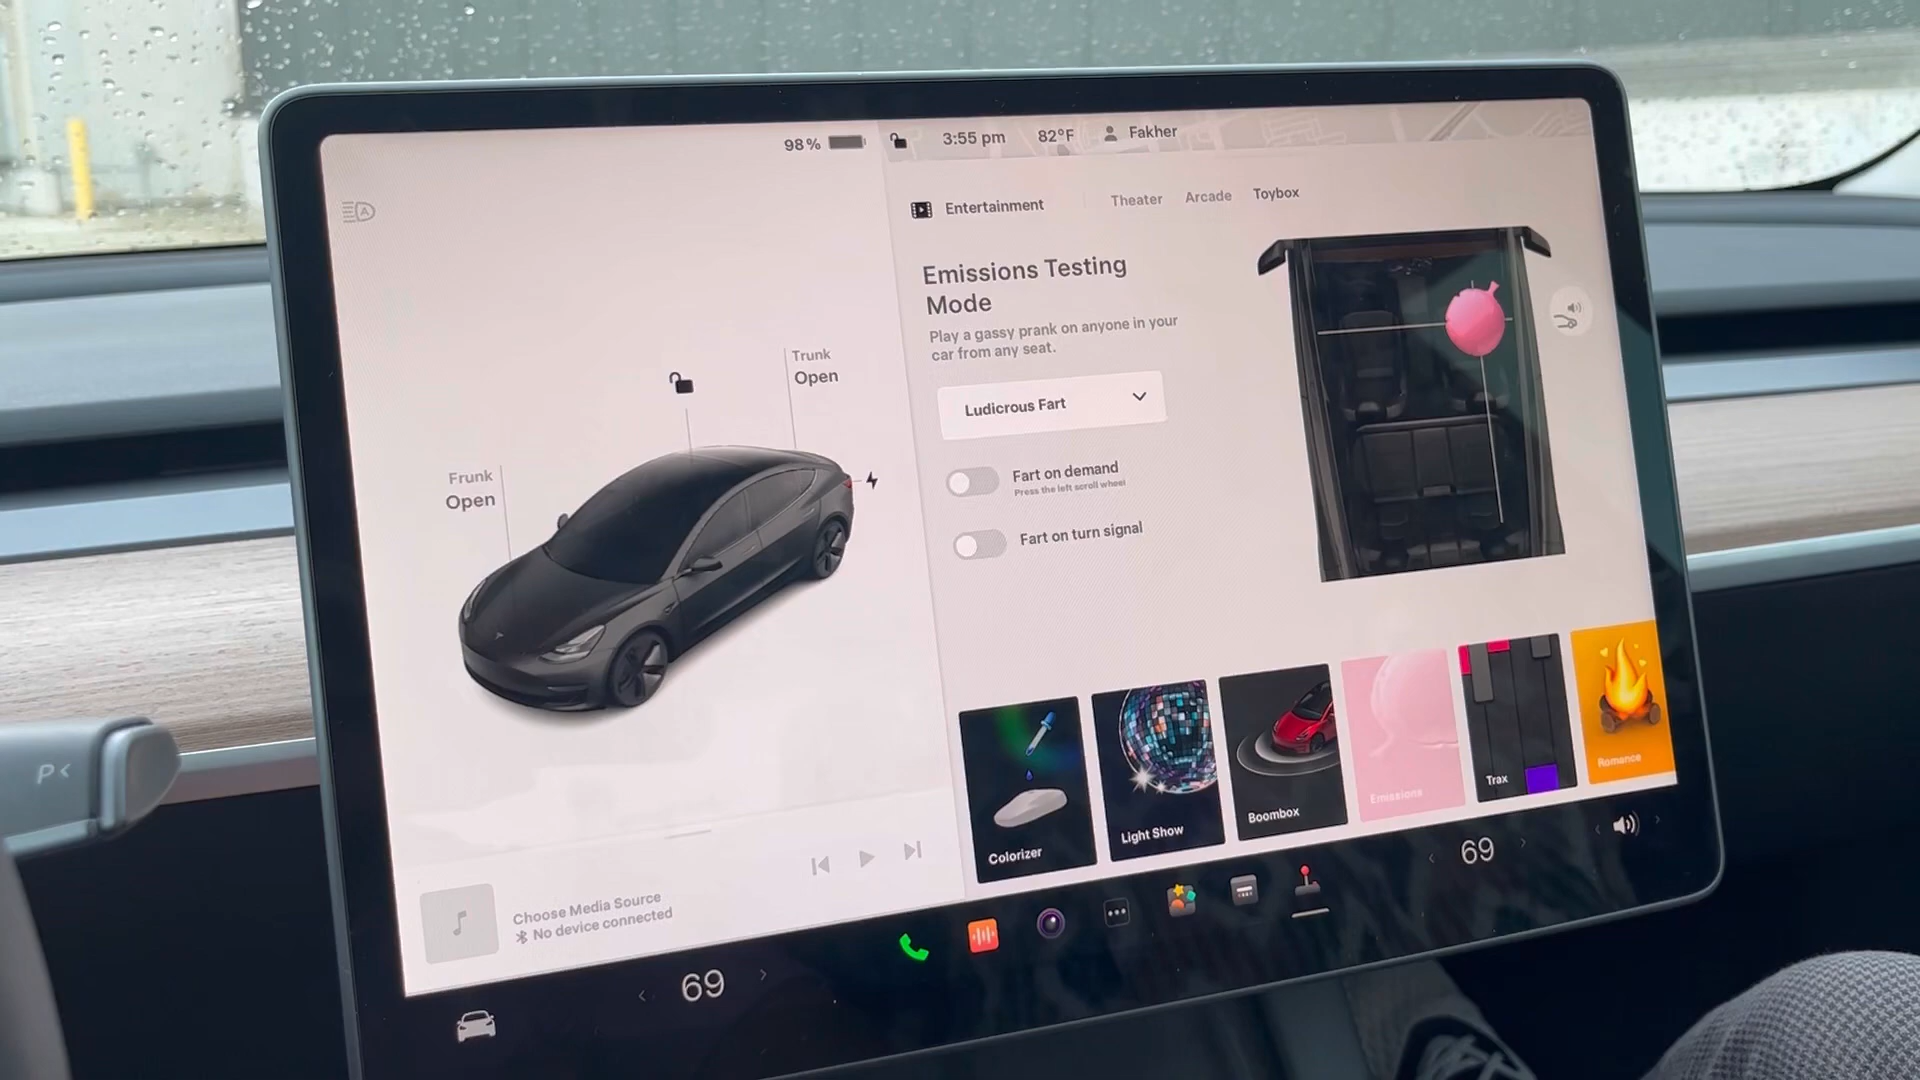 98%
3:55 pm
82°F
Fakher
Entertainment
Theater
Arcade
Toybox
Emissions Testing
Mode
Play a gassy prank on anyone in your
car from any seat.
Ludicrous Fart
Fart on demand
Press the left scroll wheel
Fart on turn signal
Trunk
Open
Frunk
Open
A
P<
Colorizer
Light Show
Boombox
Emissions
Trax
Romance
Choose Media Source
No device connected
69
69